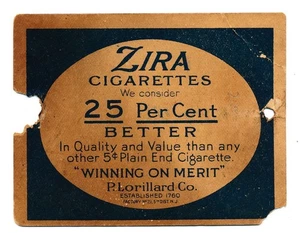 ZIRA
CIGARETTES
We consider
25 Per Cent
BETTER
In Quality and Value than any
other 5¢ Plain End Cigarette.
"WINNING ON MERIT"
P. Lorillard Co.
ESTABLISHED 1760